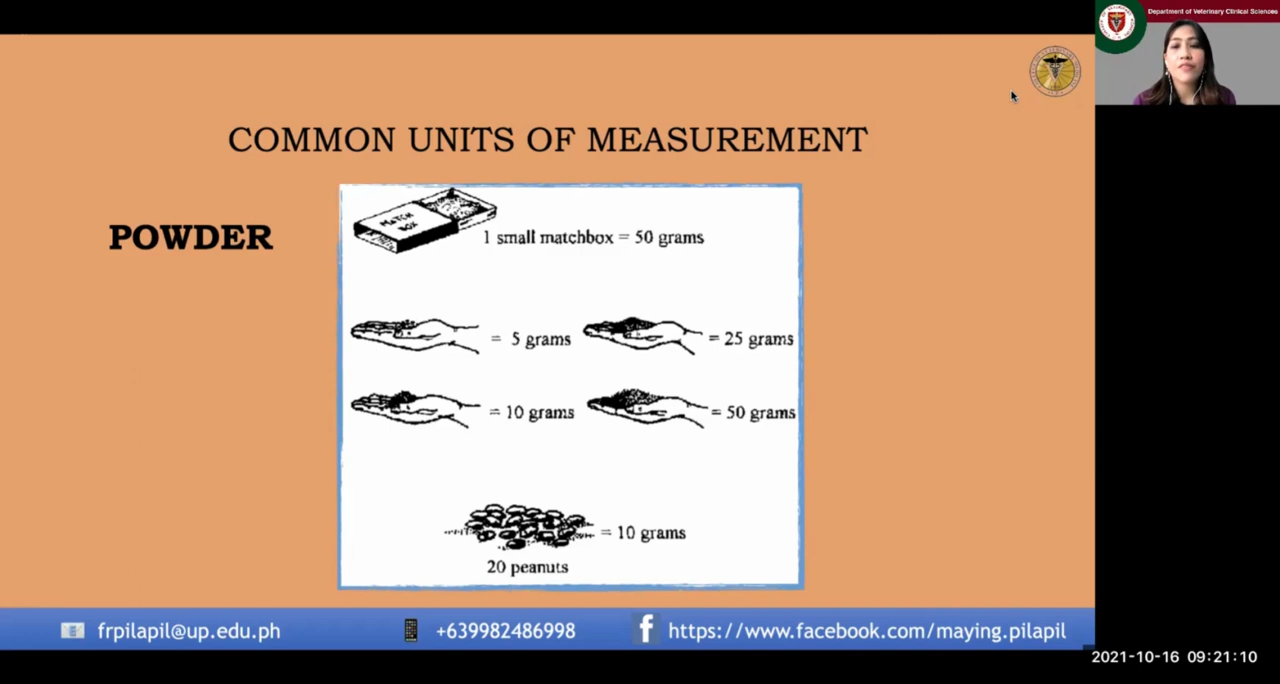 Department of Veterinary Clinical Sciences
COMMON UNITS OF MEASUREMENT
POWDER
MATCH
BOX
1 small matchbox = 50 grams
= 5 grams
= 25 grams
= 10 grams
= 50 grams
= 10 grams
20 peanuts
frpilapil@up.edu.ph
+639982486998
f https://www.facebook.com/maying.pilapil
2021-10-16 09:21:10